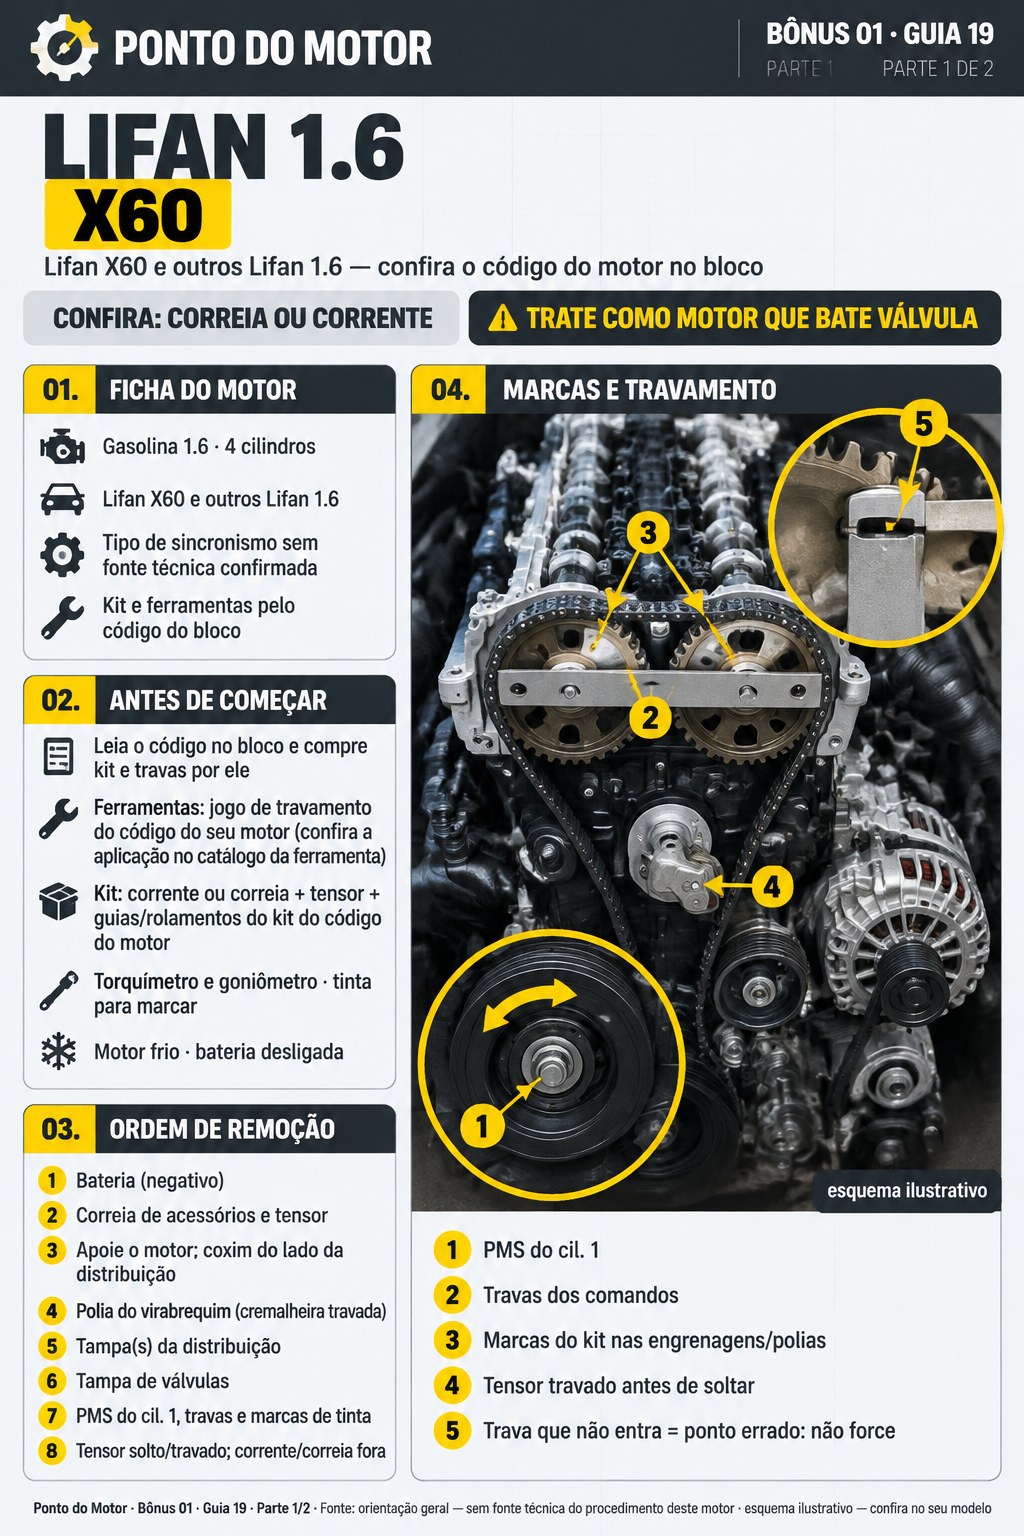 PONTO DO MOTOR
BÔNUS 01 · GUIA 19
PARTE 1
PARTE 1 DE 2
LIFAN 1.6
X60
Lifan X60 e outros Lifan 1.6 — confira o código do motor no bloco
CONFIRA: CORREIA OU CORRENTE
TRATE COMO MOTOR QUE BATE VÁLVULA
01. FICHA DO MOTOR
Gasolina 1.6 · 4 cilindros
Lifan X60 e outros Lifan 1.6
Tipo de sincronismo sem
fonte técnica confirmada
Kit e ferramentas pelo
código do bloco
02. ANTES DE COMEÇAR
Leia o código no bloco e compre
kit e travas por ele
Ferramentas: jogo de travamento
do código do seu motor (confira a
aplicação no catálogo da ferramenta)
Kit: corrente ou correia + tensor +
guias/rolamentos do kit do código
do motor
Torquímetro e goniômetro · tinta
para marcar
Motor frio · bateria desligada
03. ORDEM DE REMOÇÃO
1 Bateria (negativo)
2 Correia de acessórios e tensor
3 Apoie o motor; coxim do lado da
distribuição
4 Polia do virabrequim (cremalheira travada)
5 Tampa(s) da distribuição
6 Tampa de válvulas
7 PMS do cil. 1, travas e marcas de tinta
8 Tensor solto/travado; corrente/correia fora
04. MARCAS E TRAVAMENTO
5
3
2
4
1
esquema ilustrativo
1 PMS do cil. 1
2 Travas dos comandos
3 Marcas do kit nas engrenagens/polias
4 Tensor travado antes de soltar
5 Trava que não entra = ponto errado: não force
Ponto do Motor · Bônus 01 · Guia 19 · Parte 1/2 · Fonte: orientação geral — sem fonte técnica do procedimento deste motor · esquema ilustrativo — confira no seu modelo